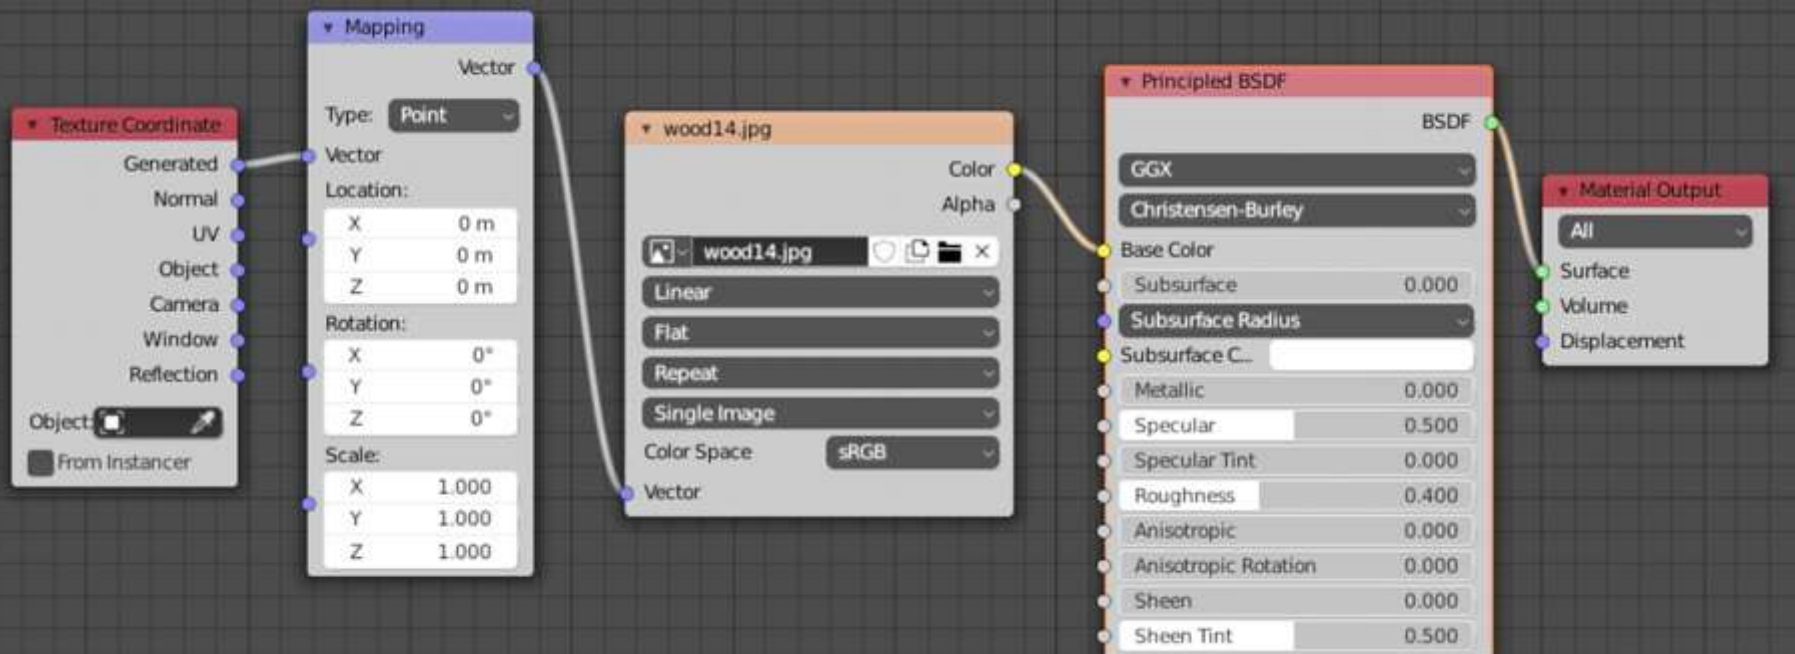 Texture Coordinate
Generated
Normal
UV
Object
Camera
Window
Reflection
Object:
From Instancer
Mapping
Vector
Type: Point
Vector
Location:
X 0 m
Y 0 m
Z 0 m
Rotation:
X 0°
Y 0°
Z 0°
Scale:
X 1.000
Y 1.000
Z 1.000
wood14.jpg
Color
Alpha
wood14.jpg
Linear
Flat
Repeat
Single Image
Color Space sRGB
Vector
Principled BSDF
BSDF
GGX
Christensen-Burley
Base Color
Subsurface 0.000
Subsurface Radius
Subsurface C...
Metallic 0.000
Specular 0.500
Specular Tint 0.000
Roughness 0.400
Anisotropic 0.000
Anisotropic Rotation 0.000
Sheen 0.000
Sheen Tint 0.500
Material Output
All
Surface
Volume
Displacement